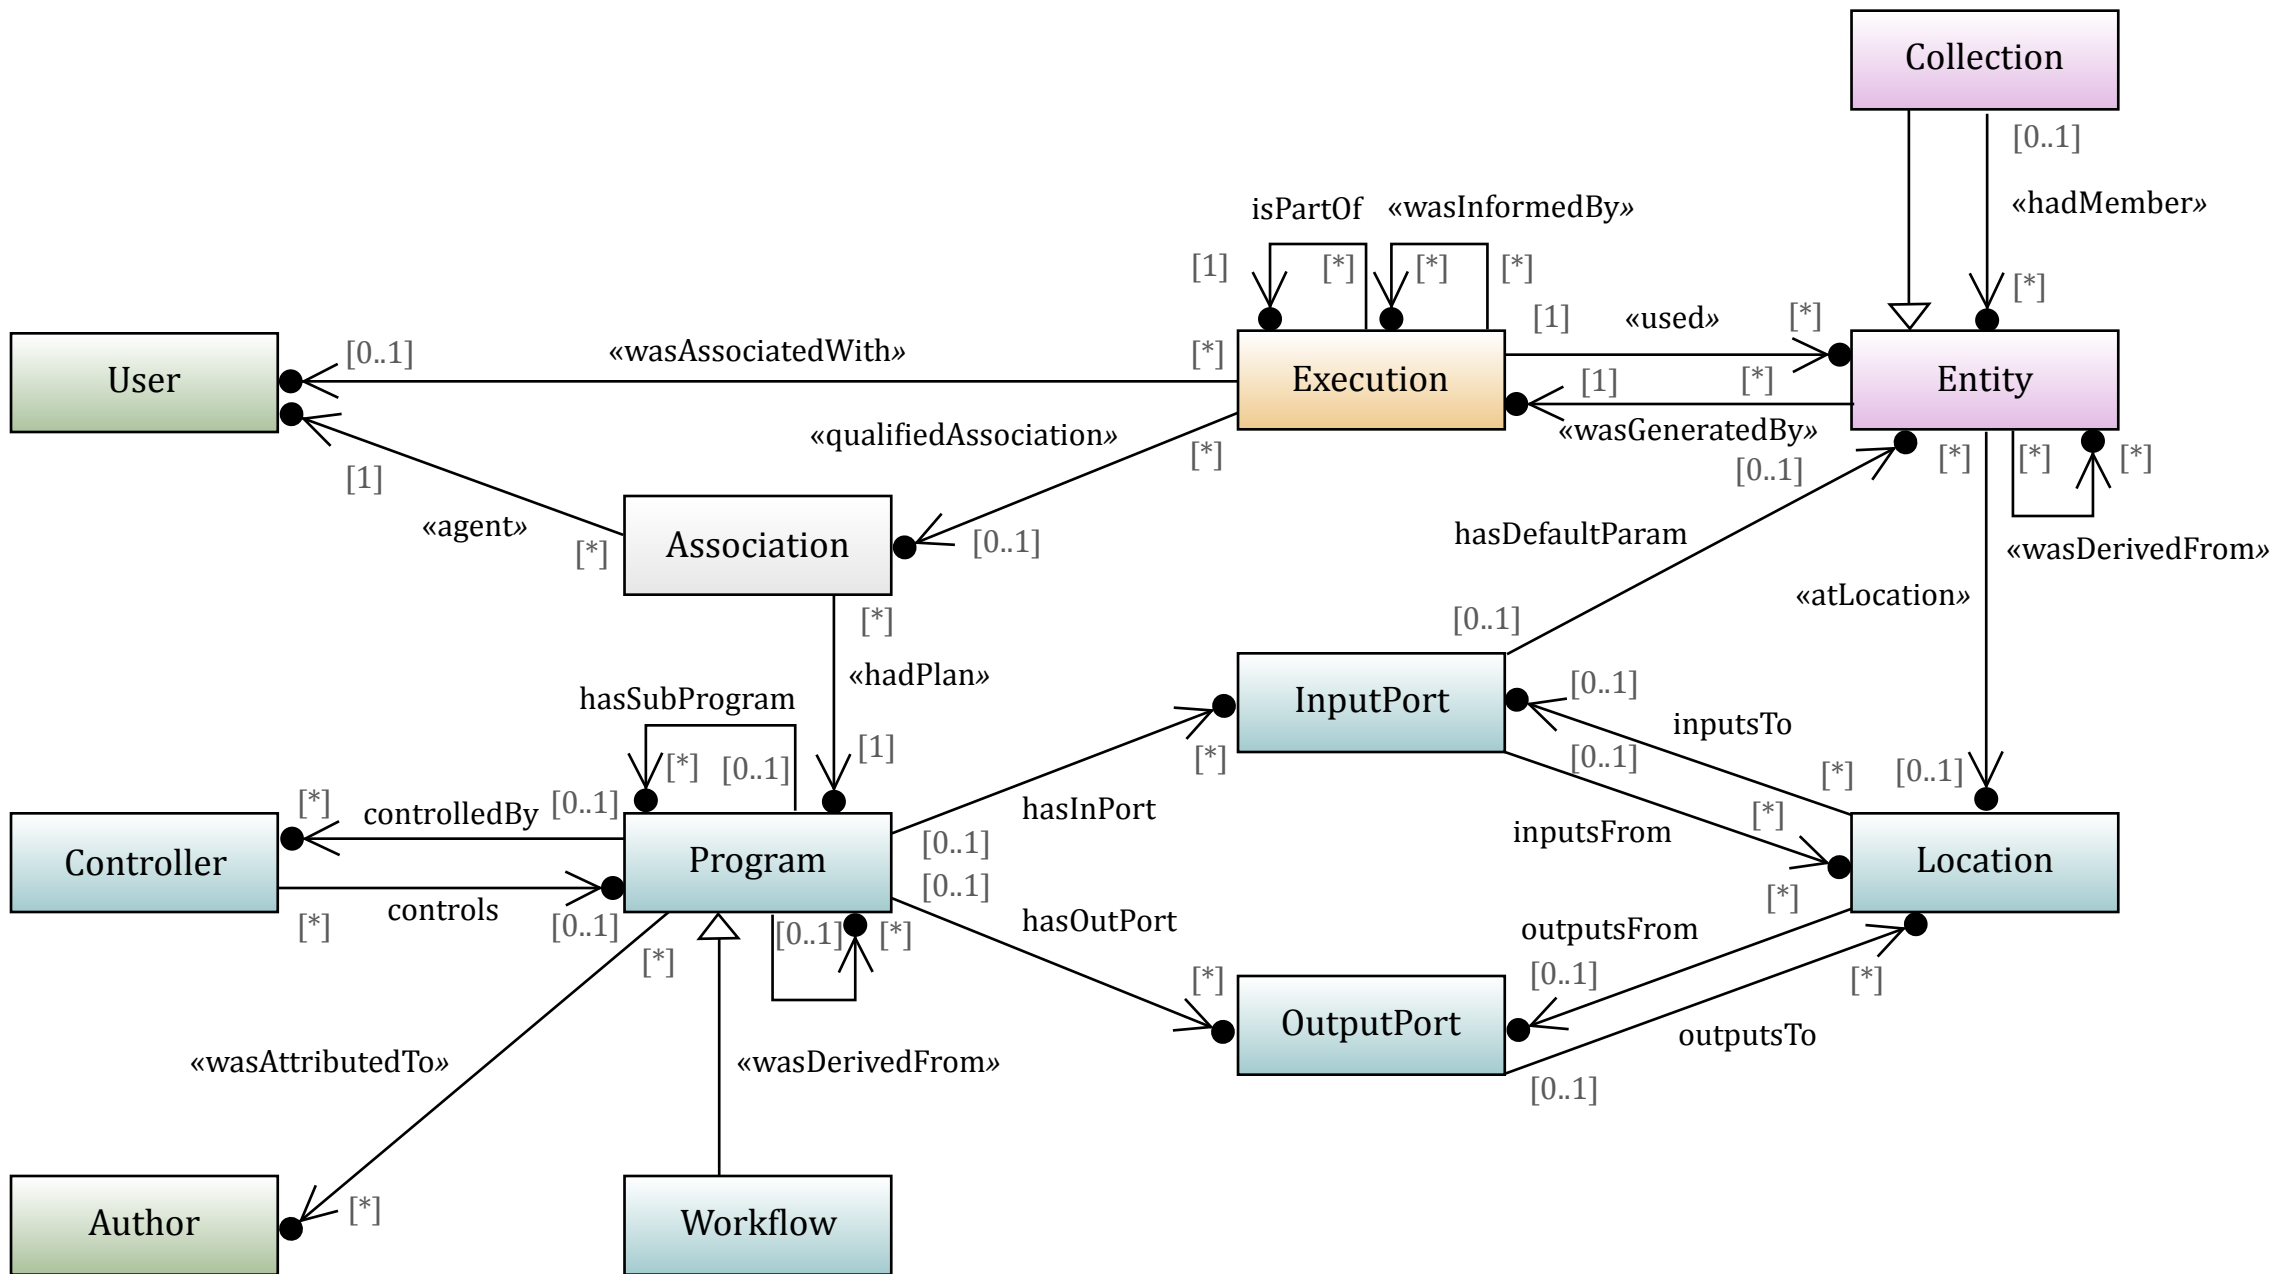 Collection
[0..1]
isPartOf
«wasInformedBy»
«hadMember»
[1]
[*]
[*]
[*]
[*]
[0..1]
«wasAssociatedWith»
[*]
[1]
«used»
[*]
User
Execution
Entity
[1]
[*]
«qualifiedAssociation»
[*]
«wasGeneratedBy»
[0..1]
[*]
[*]
[*]
[1]
«agent»
[*]
Association
[0..1]
hasDefaultParam
«wasDerivedFrom»
«atLocation»
[*]
[0..1]
«hadPlan»
hasSubProgram
InputPort
[0..1]
inputsTo
[*]
[0..1]
[1]
[*]
[0..1]
[*]
[0..1]
[*]
controlledBy
[0..1]
hasInPort
inputsFrom
[*]
Controller
Program
[0..1]
Location
[0..1]
[*]
controls
[*]
[0..1]
[0..1]
[*]
hasOutPort
outputsFrom
[*]
[*]
[0..1]
[*]
OutputPort
outputsTo
«wasAttributedTo»
«wasDerivedFrom»
[0..1]
[*]
Author
Workflow